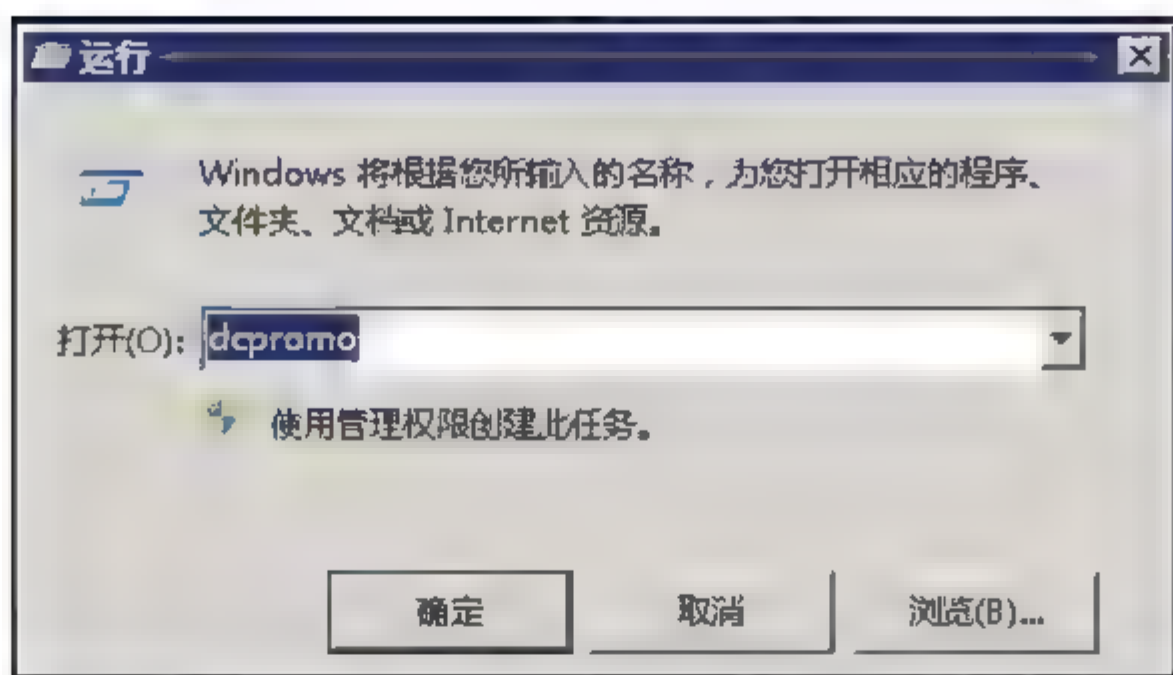 运行
Windows 将根据您所输入的名称，为您打开相应的程序、
文件夹、文档或 Internet 资源。
打开(O): dcpromo
使用管理权限创建此任务。
确定 取消 浏览(B)...